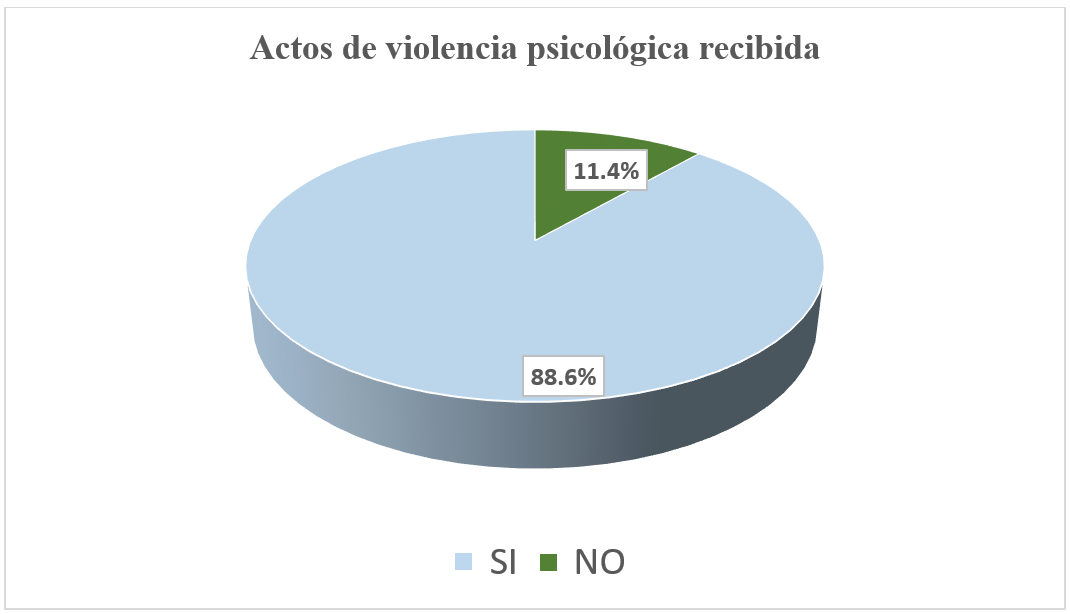 Actos de violencia psicológica recibida
11.4%
88.6%
SI NO